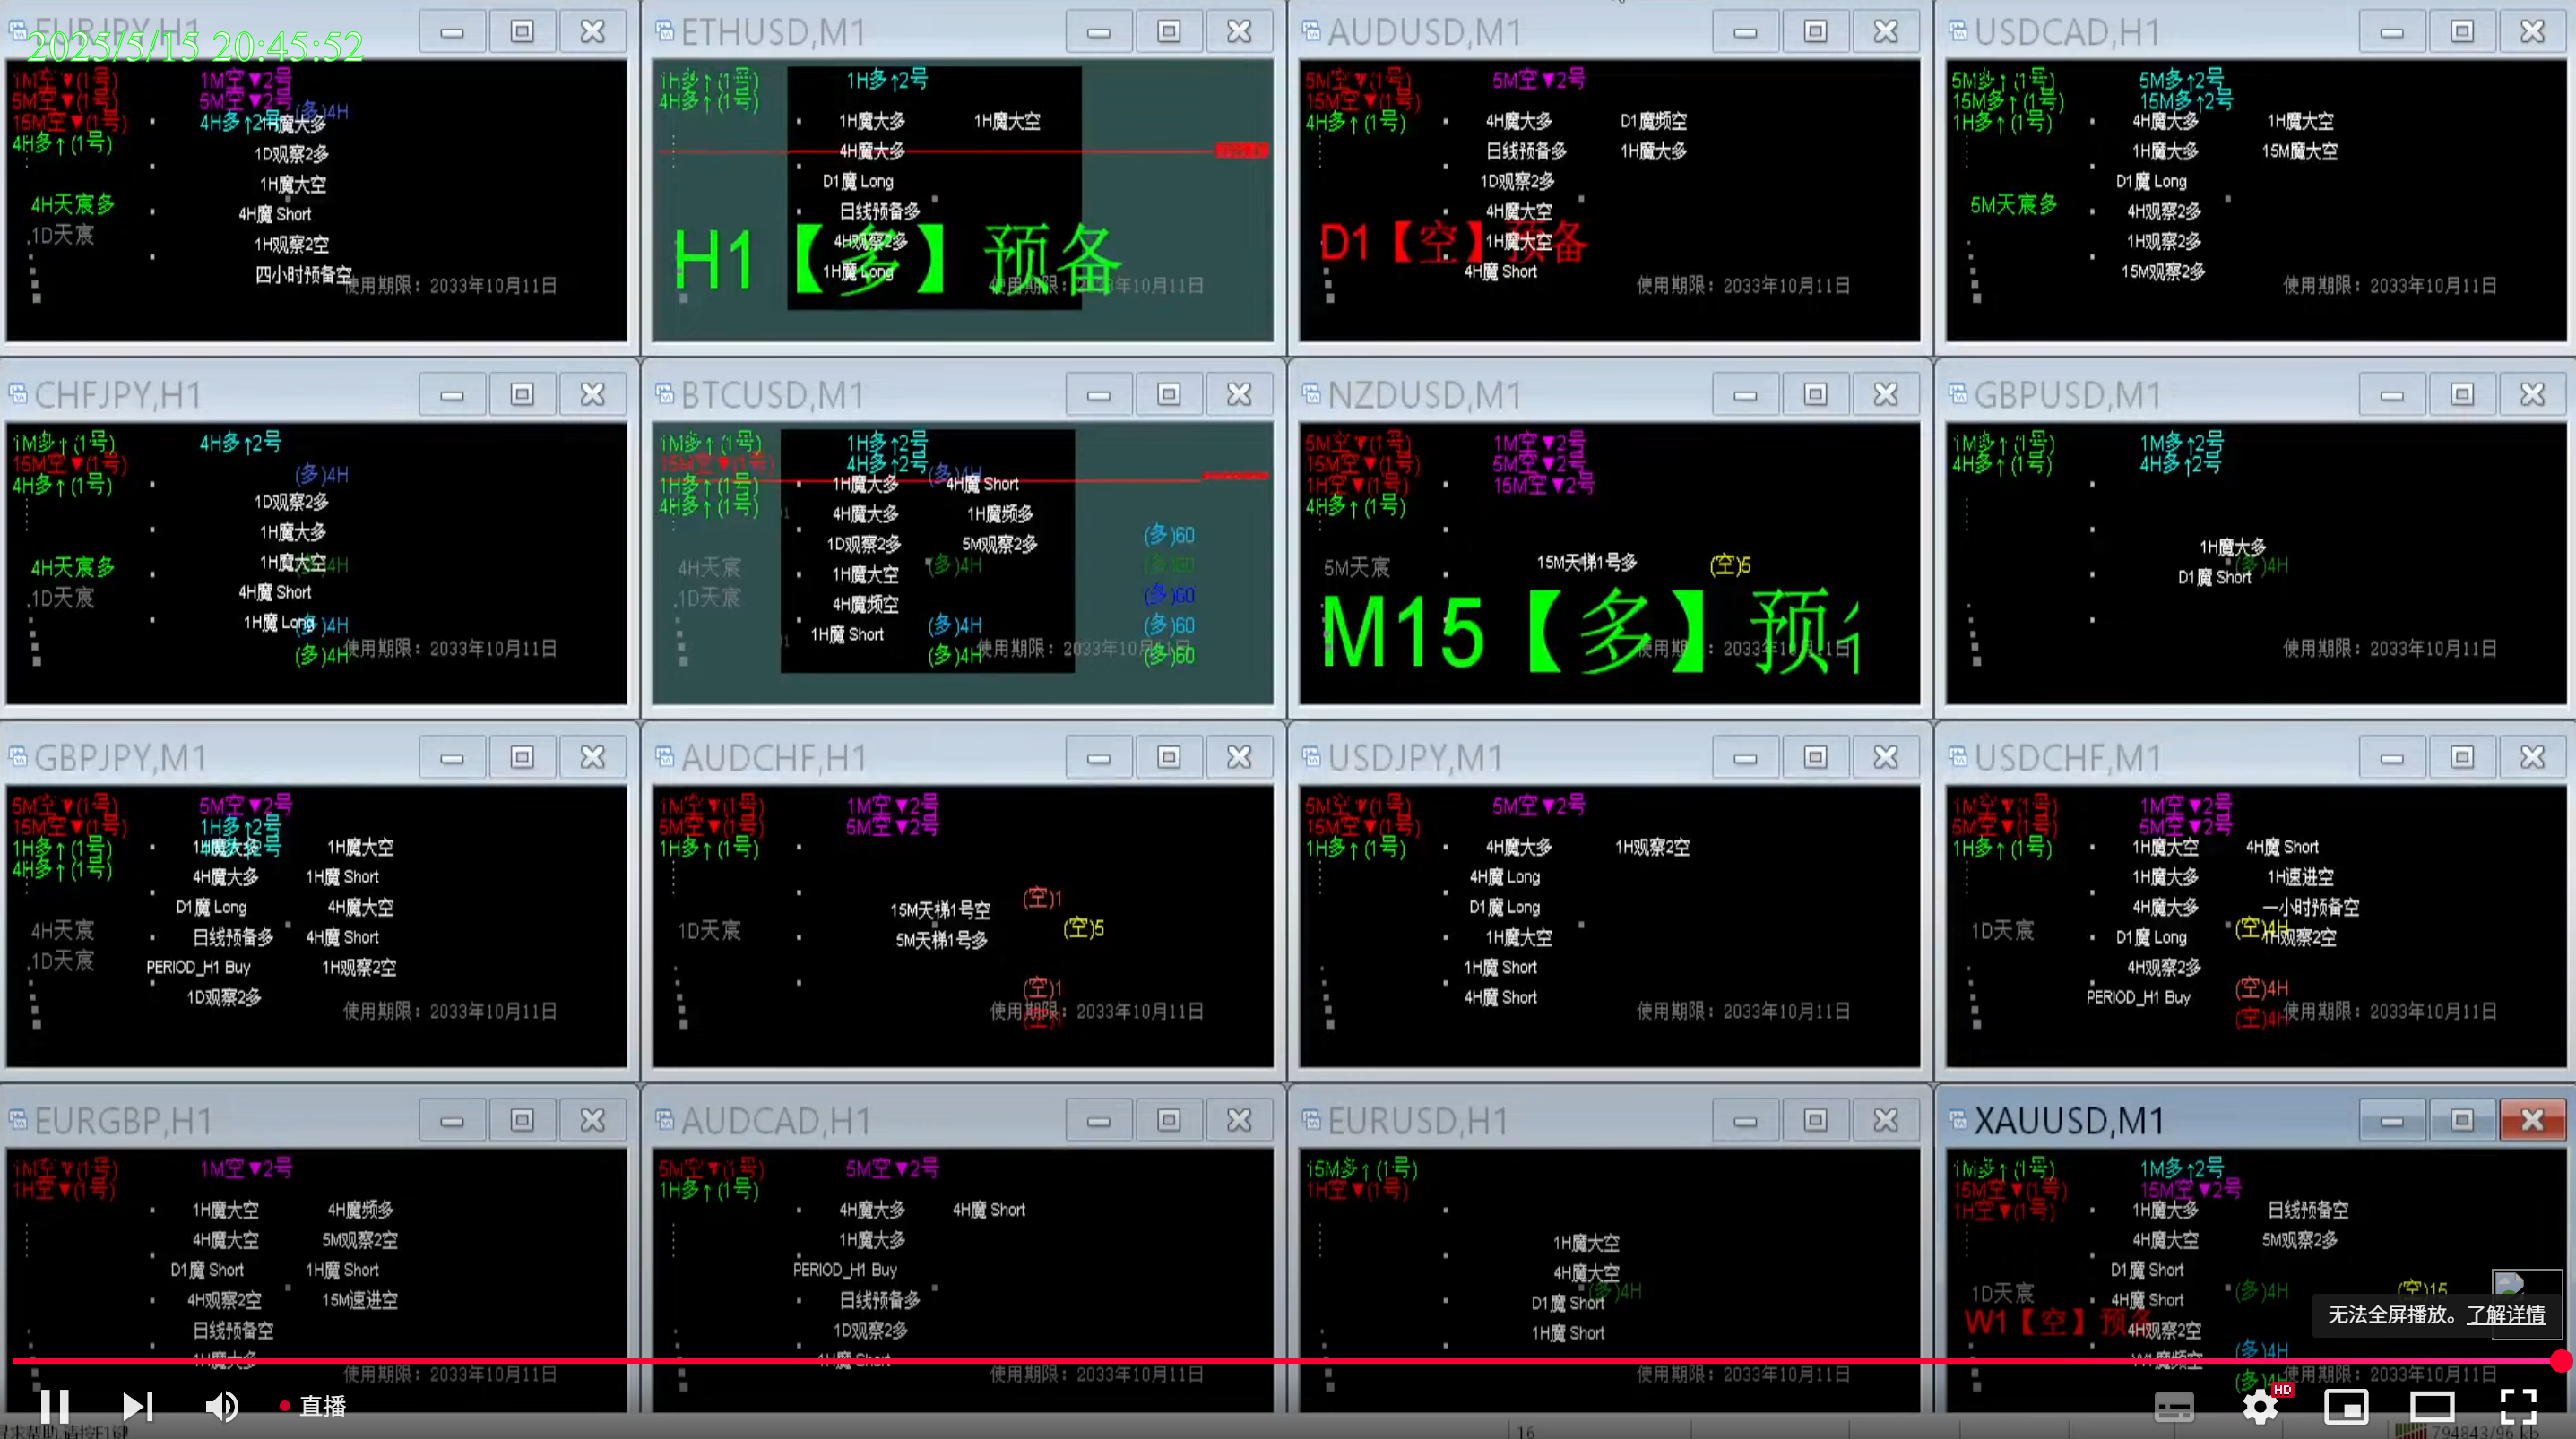 EURJPY,H1
2025/5/15 20:45:52
1M空▼(1号)
1M空▼2号
5M空▼(1号)
5M空▼2号
(多)4H
15M空▼(1号)
4H多↑2号
1H魔大多
4H多↑(1号)
1D观察2多
1H魔大空
4H天宸多
4H魔 Short
.1D天宸
1H观察2空
四小时预备空
使用期限：2033年10月11日
ETHUSD,M1
1h多↑(1号)
1H多↑2号
4H多↑(1号)
1H魔大多
1H魔大空
4H魔大多
D1魔 Long
日线预备多
4H观察2多
H1【多】预备
1H魔 Long
使用期限：2033年10月11日
AUDUSD,M1
5M空▼(1号)
5M空▼2号
15M空▼(1号)
4H多↑(1号)
4H魔大多
D1魔频空
日线预备多
1H魔大多
1D观察2多
4H魔大空
D1【空】预备
1H魔大空
4H魔 Short
使用期限：2033年10月11日
USDCAD,H1
5M多↑(1号)
5M多↑2号
15M多↑(1号)
15M多↑2号
1H多↑(1号)
4H魔大多
1H魔大空
1H魔大多
15M魔大空
D1魔 Long
5M天宸多
4H观察2多
1H观察2多
15M观察2多
使用期限：2033年10月11日
CHFJPY,H1
1M多↑(1号)
4H多↑2号
15M空▼(1号)
(多)4H
4H多↑(1号)
1D观察2多
1H魔大多
1H魔大空
(多)4H
4H天宸多
4H魔 Short
.1D天宸
1H魔 Long
(多)4H
(多)4H
使用期限：2033年10月11日
BTCUSD,M1
1M多↑(1号)
1H多↑2号
15M空▼(1号)
4H多↑2号
(多)4H
1H多↑(1号)
1H魔大多
4H魔 Short
4H多↑(1号)
4H魔大多
1H魔频多
1D观察2多
5M观察2多
(多)60
4H天宸
1H魔大空
(多)4H
(多)60
.1D天宸
4H魔频空
(多)60
1H魔 Short
(多)4H
(多)60
(多)4H
使用期限：2033年10月11日
(多)60
NZDUSD,M1
5M空▼(1号)
1M空▼2号
15M空▼(1号)
5M空▼2号
1H空▼(1号)
15M空▼2号
4H多↑(1号)
5M天宸
15M天梯1号多
(空)5
M15【多】预
使用期限：2033年10月11日
GBPUSD,M1
1M多↑(1号)
1M多↑2号
4H多↑(1号)
4H多↑2号
1H魔大多
(多)4H
D1魔 Short
使用期限：2033年10月11日
GBPJPY,M1
5M空▼(1号)
5M空▼2号
15M空▼(1号)
1H多↑2号
1H多↑(1号)
1H魔大多
4H多↑2号
1H魔大空
4H多↑(1号)
4H魔大多
1H魔 Short
D1魔 Long
4H魔大空
4H天宸
日线预备多
4H魔 Short
.1D天宸
PERIOD_H1 Buy
1H观察2空
1D观察2多
使用期限：2033年10月11日
AUDCHF,H1
1M空▼(1号)
1M空▼2号
5M空▼(1号)
5M空▼2号
1H多↑(1号)
15M天梯1号空
(空)1
1D天宸
5M天梯1号多
(空)5
(空)1
使用期限：2033年10月11日
(空)1
USDJPY,M1
5M空▼(1号)
5M空▼2号
15M空▼(1号)
1H多↑(1号)
4H魔大多
1H观察2空
4H魔 Long
D1魔 Long
1H魔大空
1H魔 Short
4H魔 Short
使用期限：2033年10月11日
USDCHF,M1
1M空▼(1号)
1M空▼2号
5M空▼(1号)
5M空▼2号
1H多↑(1号)
1H魔大空
4H魔 Short
1H魔大多
1H速进空
4H魔大多
一小时预备空
1D天宸
D1魔 Long
(空)4H
1H观察2空
4H观察2多
PERIOD_H1 Buy
(空)4H
(空)4H
使用期限：2033年10月11日
EURGBP,H1
1M空▼(1号)
1M空▼2号
1H空▼(1号)
1H魔大空
4H魔频多
4H魔大空
5M观察2空
D1魔 Short
1H魔 Short
4H观察2空
15M速进空
日线预备空
1H魔大多
使用期限：2033年10月11日
AUDCAD,H1
5M空▼(1号)
5M空▼2号
1H多↑(1号)
4H魔大多
4H魔 Short
1H魔大多
PERIOD_H1 Buy
日线预备多
1D观察2多
1H魔 Short
使用期限：2033年10月11日
EURUSD,H1
15M多↑(1号)
1H空▼(1号)
1H魔大空
4H魔大空
(多)4H
D1魔 Short
1H魔 Short
使用期限：2033年10月11日
XAUUSD,M1
1M多↑(1号)
1M多↑2号
15M空▼(1号)
15M空▼2号
1H空▼(1号)
1H魔大多
日线预备空
4H魔大空
5M观察2多
D1魔 Short
1D天宸
4H魔 Short
(多)4H
(空)15
W1【空】预备
4H观察2空
无法全屏播放。了解详情
W1魔频空
(多)4H
使用期限：2033年10月11日
直播
HD
16
794843/96 kb